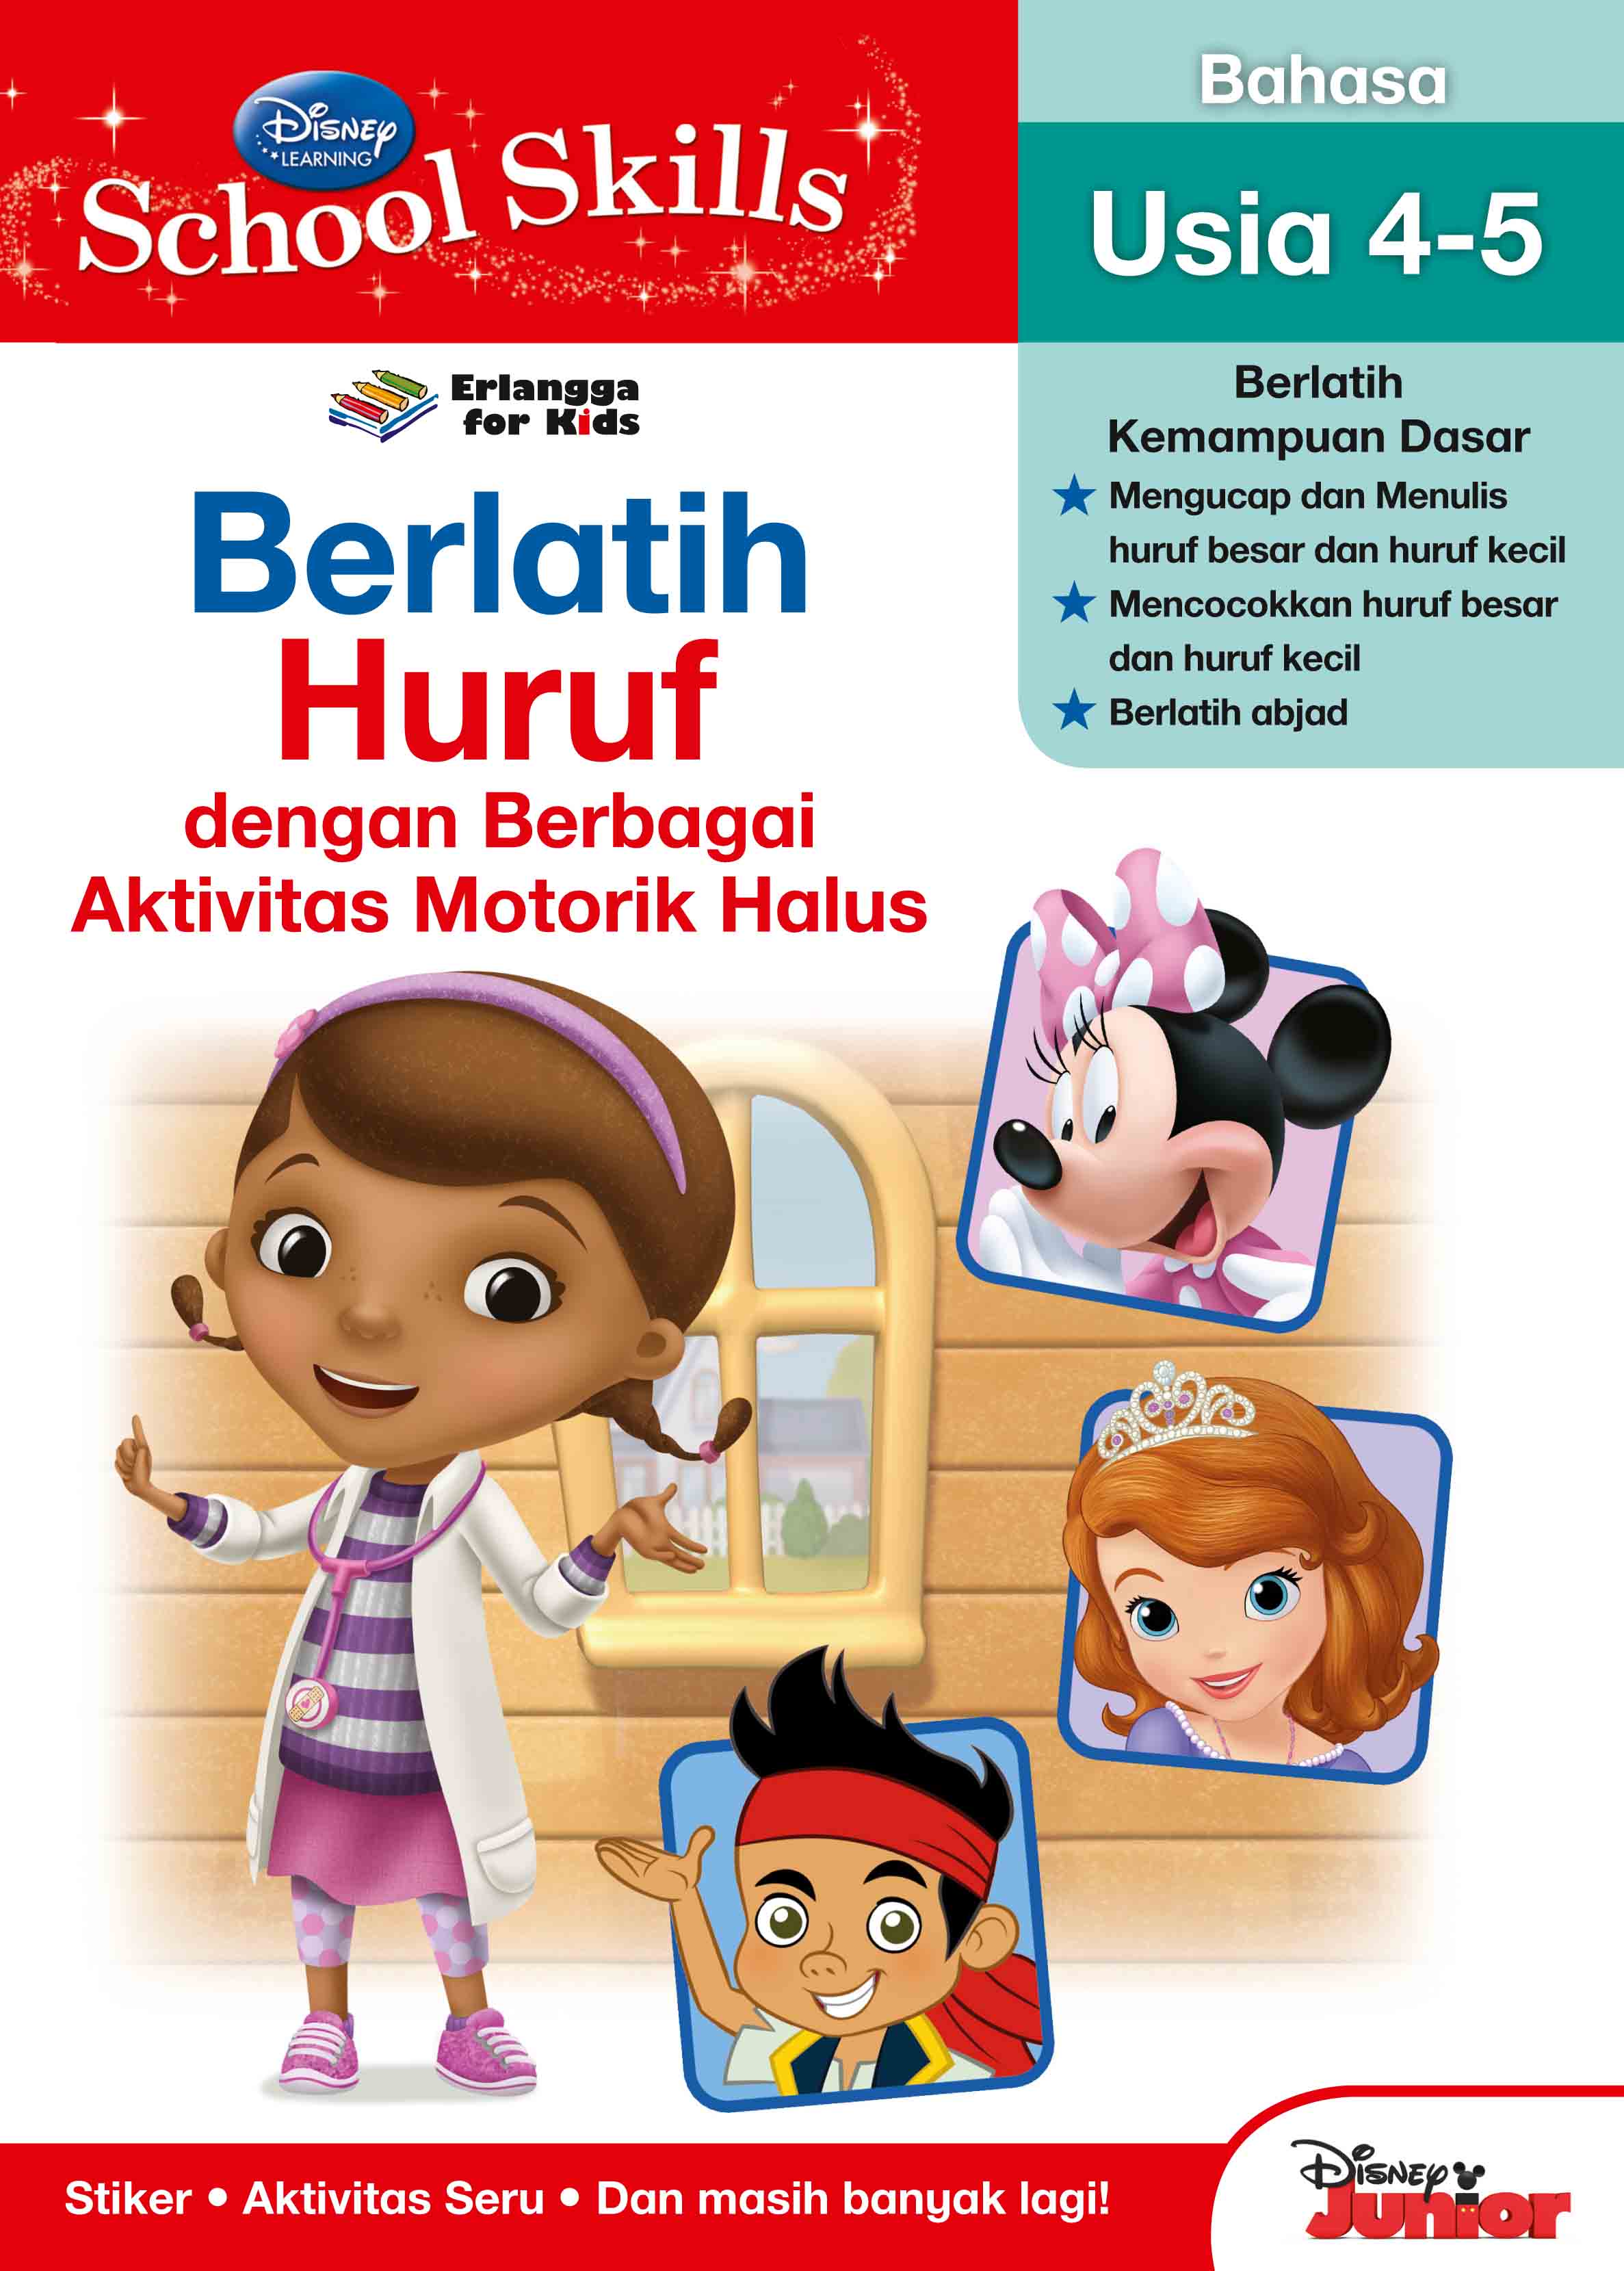 Disney
LEARNING
School Skills
Bahasa
Usia 4-5
Erlangga
for Kids
Berlatih
Kemampuan Dasar
Mengucap dan Menulis
huruf besar dan huruf kecil
Mencocokkan huruf besar
dan huruf kecil
Berlatih abjad
Berlatih
Huruf
dengan Berbagai
Aktivitas Motorik Halus
Stiker • Aktivitas Seru • Dan masih banyak lagi!
Disney
Junior